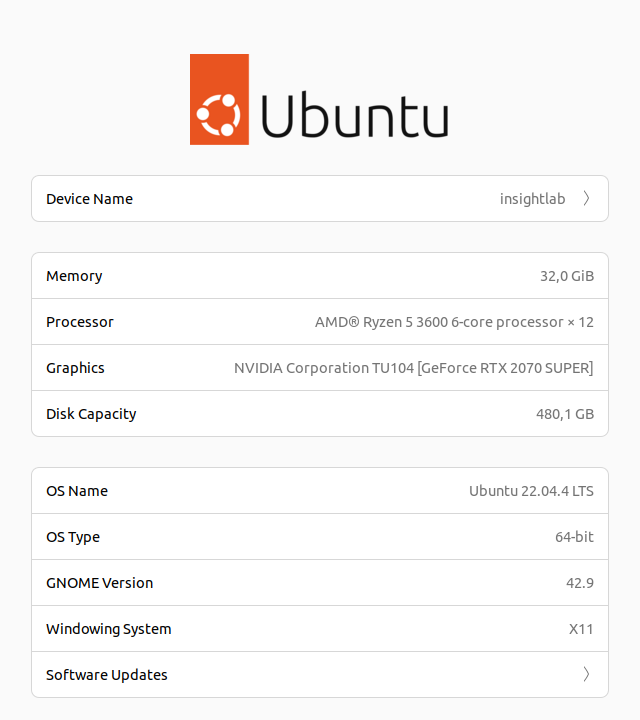 Ubuntu
Device Name insightlab
Memory 32,0 GiB
Processor AMD® Ryzen 5 3600 6-core processor × 12
Graphics NVIDIA Corporation TU104 [GeForce RTX 2070 SUPER]
Disk Capacity 480,1 GB
OS Name Ubuntu 22.04.4 LTS
OS Type 64-bit
GNOME Version 42.9
Windowing System X11
Software Updates